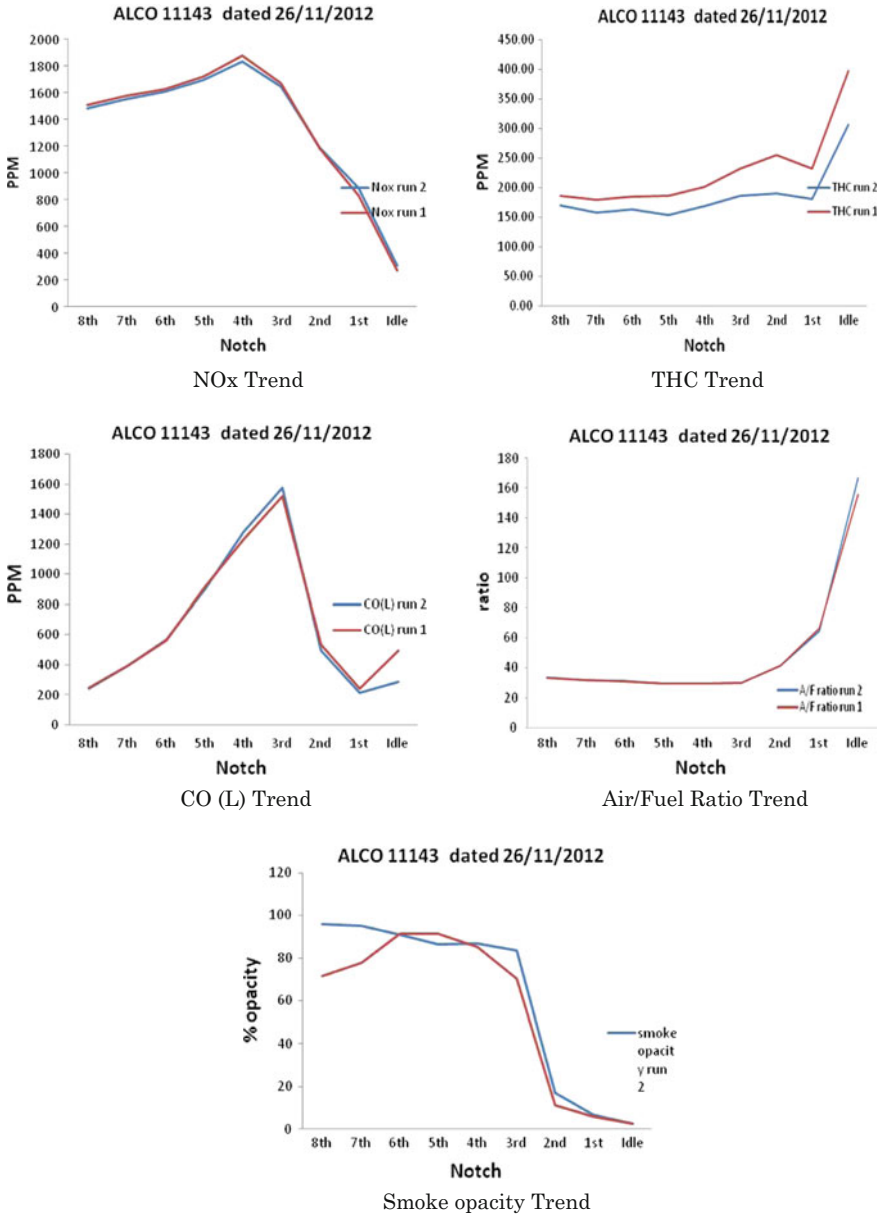 ALCO 11143 dated 26/11/2012
2000
1800
1600
1400
1200
1000
800
600
400
200
0
PPM
Nox run 2
Nox run 1
8th 7th 6th 5th 4th 3rd 2nd 1st Idle
Notch
NOx Trend
ALCO 11143 dated 26/11/2012
450.00
400.00
350.00
300.00
250.00
200.00
150.00
100.00
50.00
0.00
PPM
THC run 2
THC run 1
8th 7th 6th 5th 4th 3rd 2nd 1st Idle
Notch
THC Trend
ALCO 11143 dated 26/11/2012
1800
1600
1400
1200
1000
800
600
400
200
0
PPM
CO(L) run 2
CO(L) run 1
8th 7th 6th 5th 4th 3rd 2nd 1st Idle
Notch
CO (L) Trend
ALCO 11143 dated 26/11/2012
180
160
140
120
100
80
60
40
20
0
ratio
A/F ratio run 2
A/F ratio run 1
8th 7th 6th 5th 4th 3rd 2nd 1st Idle
Notch
Air/Fuel Ratio Trend
ALCO 11143 dated 26/11/2012
120
100
80
60
40
20
0
% opacity
smoke
opacit
y run
2
8th 7th 6th 5th 4th 3rd 2nd 1st Idle
Notch
Smoke opacity Trend